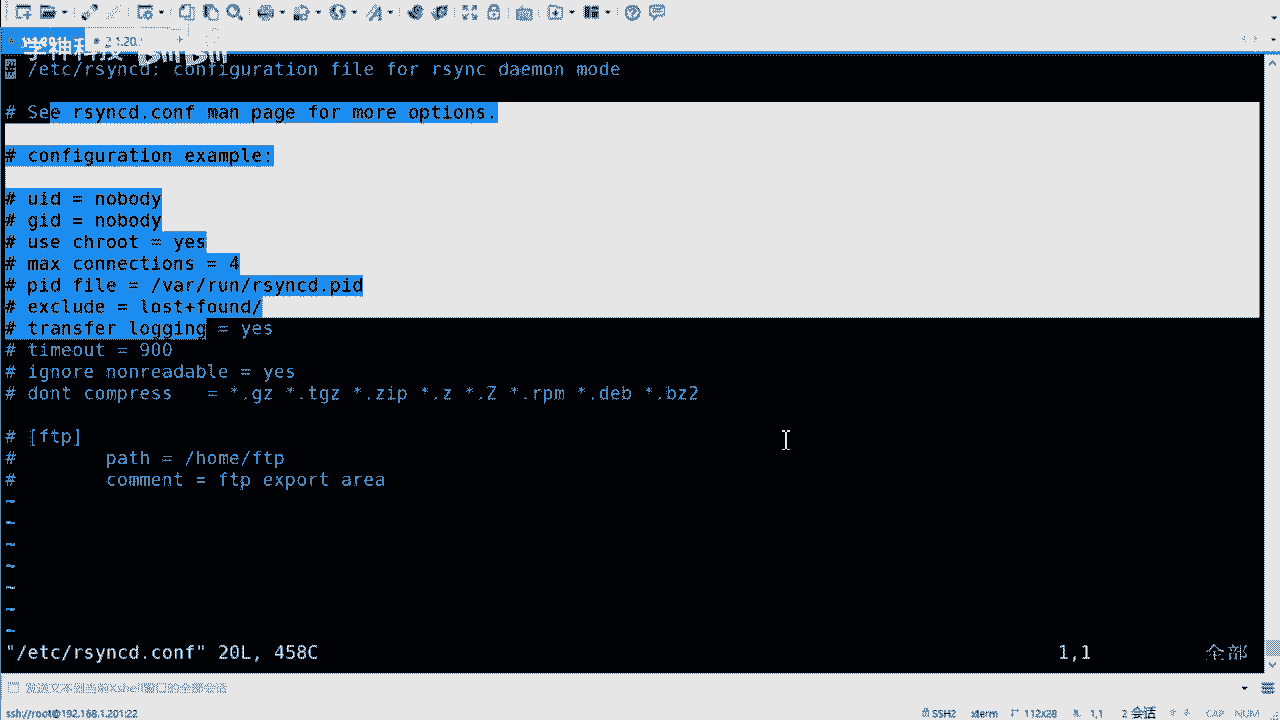 学神科技 bilibili
# /etc/rsyncd: configuration file for rsync daemon mode
# See rsyncd.conf man page for more options.
# configuration example:
# uid = nobody
# gid = nobody
# use chroot = yes
# max connections = 4
# pid file = /var/run/rsyncd.pid
# exclude = lost+found/
# transfer logging = yes
# timeout = 900
# ignore nonreadable = yes
# dont compress   = *.gz *.tgz *.zip *.z *.Z *.rpm *.deb *.bz2
# [ftp]
#        path = /home/ftp
#        comment = ftp export area
~
~
~
~
~
~
~
"/etc/rsyncd.conf" 20L, 458C 1,1 全部
发送文本到当前Xshell窗口的全部会话
ssh://root@192.168.1.201:22 SSH2 xterm 112x28 1,1 2 会话 CAP NUM